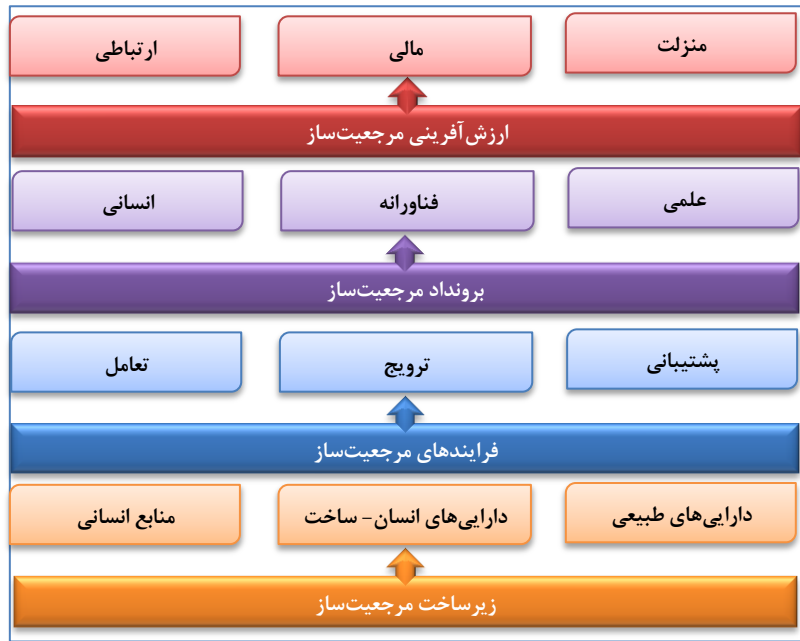 منزلت
مالی
ارتباطی
ارزش‌آفرینی مرجعیت‌ساز
علمی
فناورانه
انسانی
برونداد مرجعیت‌ساز
پشتیبانی
ترویج
تعامل
فرایندهای مرجعیت‌ساز
دارایی‌های طبیعی
دارایی‌های انسان- ساخت
منابع انسانی
زیرساخت مرجعیت‌ساز